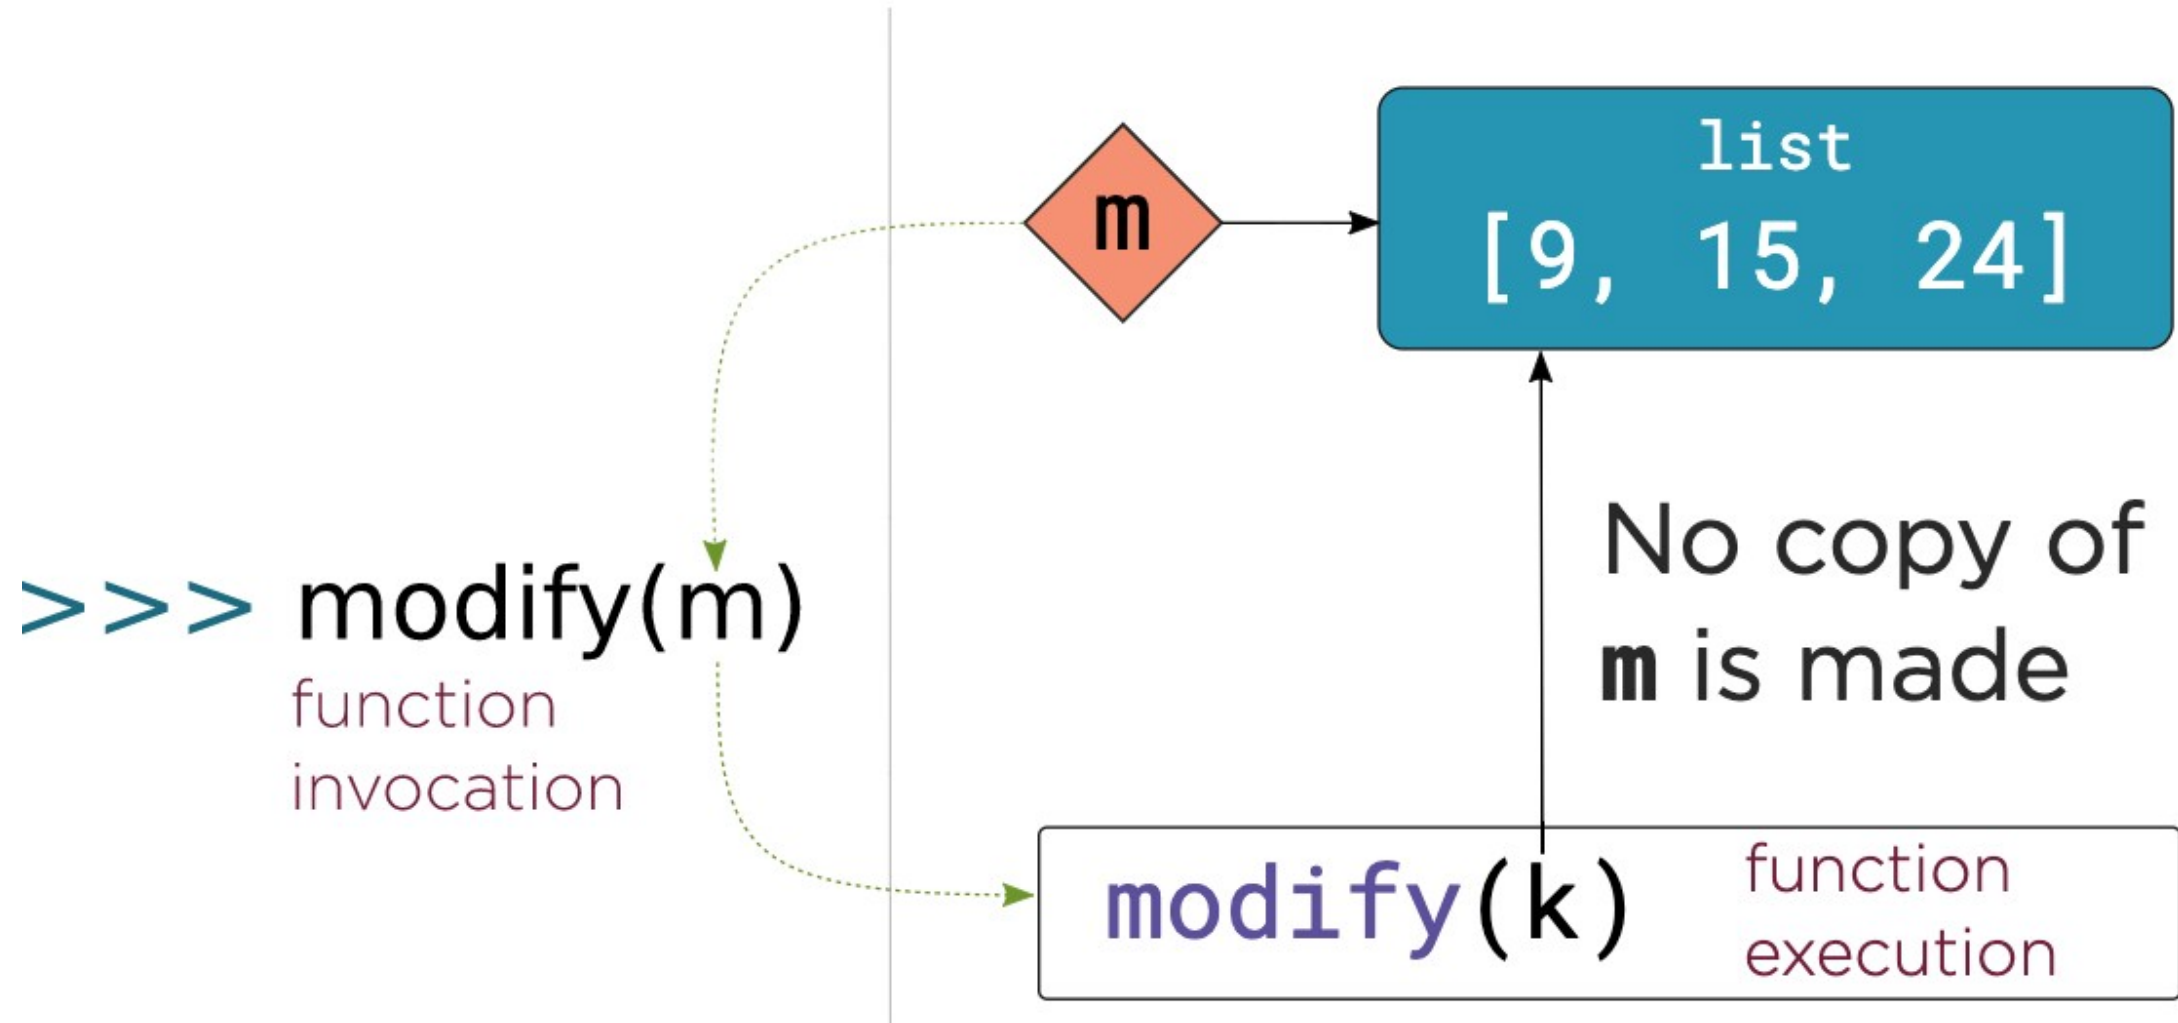 m
list
[9, 15, 24]
>>> modify(m)
function
invocation
No copy of
m is made
modify(k)
function
execution